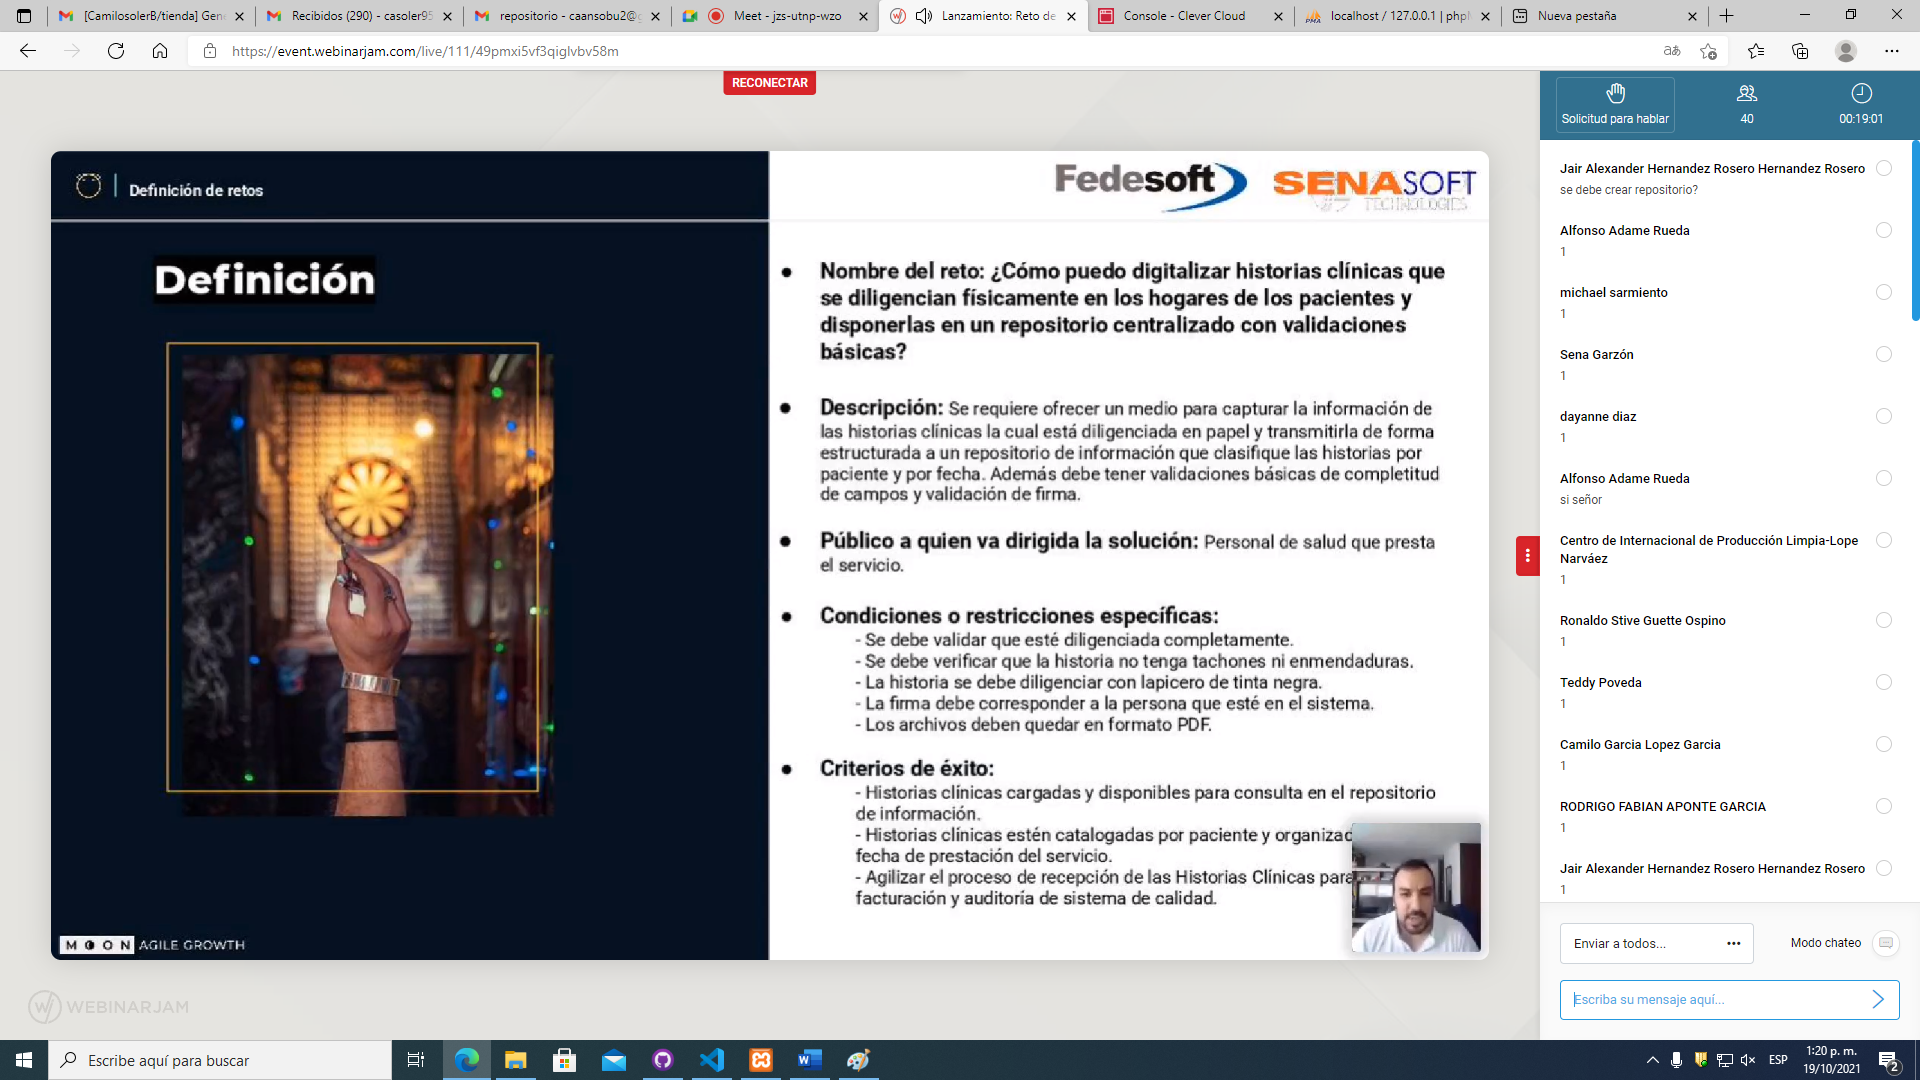 [CamilosolerB/tienda] Gen
Recibidos (290) - casoler95
repositorio - caansobu2@g
Meet - jzs-utnp-wzo
Lanzamiento: Reto de
Console - Clever Cloud
localhost / 127.0.0.1 | phpM
Nueva pestaña
https://event.webinarjam.com/live/111/49pmxi5vf3qiglvbv58m
RECONECTAR
Definición de retos
Fedesoft
SENASOFT
TECHNOLOGIES
Definición
Nombre del reto: ¿Cómo puedo digitalizar historias clínicas que
se diligencian físicamente en los hogares de los pacientes y
disponerlas en un repositorio centralizado con validaciones
básicas?
Descripción: Se requiere ofrecer un medio para capturar la información de
las historias clínicas la cual está diligenciada en papel y transmitirla de forma
estructurada a un repositorio de información que clasifique las historias por
paciente y por fecha. Además debe tener validaciones básicas de completitud
de campos y validación de firma.
Público a quien va dirigida la solución: Personal de salud que presta
el servicio.
Condiciones o restricciones específicas:
- Se debe validar que esté diligenciada completamente.
- Se debe verificar que la historia no tenga tachones ni enmendaduras.
- La historia se debe diligenciar con lapicero de tinta negra.
- La firma debe corresponder a la persona que esté en el sistema.
- Los archivos deben quedar en formato PDF.
Criterios de éxito:
- Historias clínicas cargadas y disponibles para consulta en el repositorio
de información.
- Historias clínicas estén catalogadas por paciente y organizad
fecha de prestación del servicio.
- Agilizar el proceso de recepción de las Historias Clínicas para
facturación y auditoría de sistema de calidad.
MOON AGILE GROWTH
WEBINARJAM
Solicitud para hablar
40
00:19:01
Jair Alexander Hernandez Rosero Hernandez Rosero
se debe crear repositorio?
Alfonso Adame Rueda
1
michael sarmiento
1
Sena Garzón
1
dayanne diaz
1
Alfonso Adame Rueda
si señor
Centro de Internacional de Producción Limpia-Lope
Narváez
1
Ronaldo Stive Guette Ospino
1
Teddy Poveda
1
Camilo Garcia Lopez Garcia
1
RODRIGO FABIAN APONTE GARCIA
1
Jair Alexander Hernandez Rosero Hernandez Rosero
1
Enviar a todos...
Modo chateo
Escriba su mensaje aquí...
Escribe aquí para buscar
ESP
1:20 p. m.
19/10/2021
2